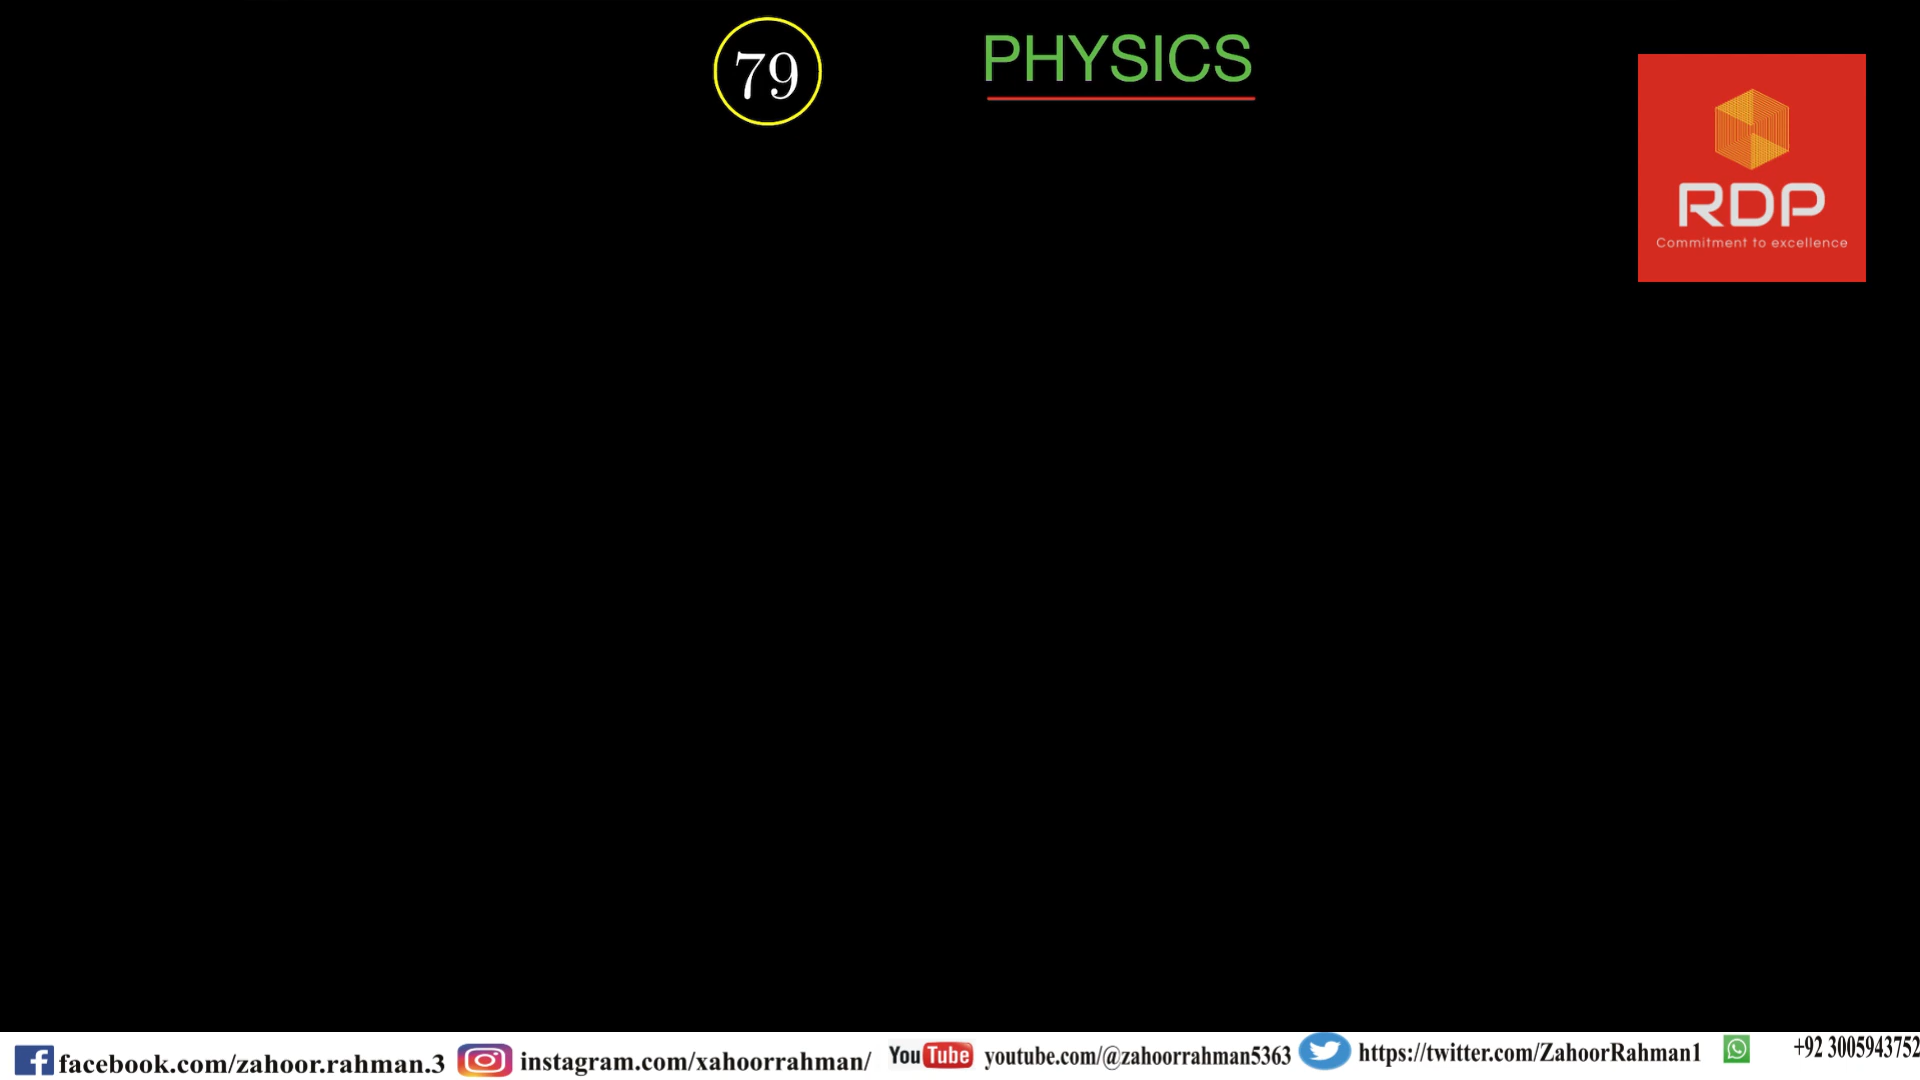 79 PHYSICS
RDP
Commitment to excellence
facebook.com/zahoor.rahman.3 instagram.com/xahoorrahman/ YouTube youtube.com/@zahoorrahman5363 https://twitter.com/ZahoorRahman1 +92 3005943752